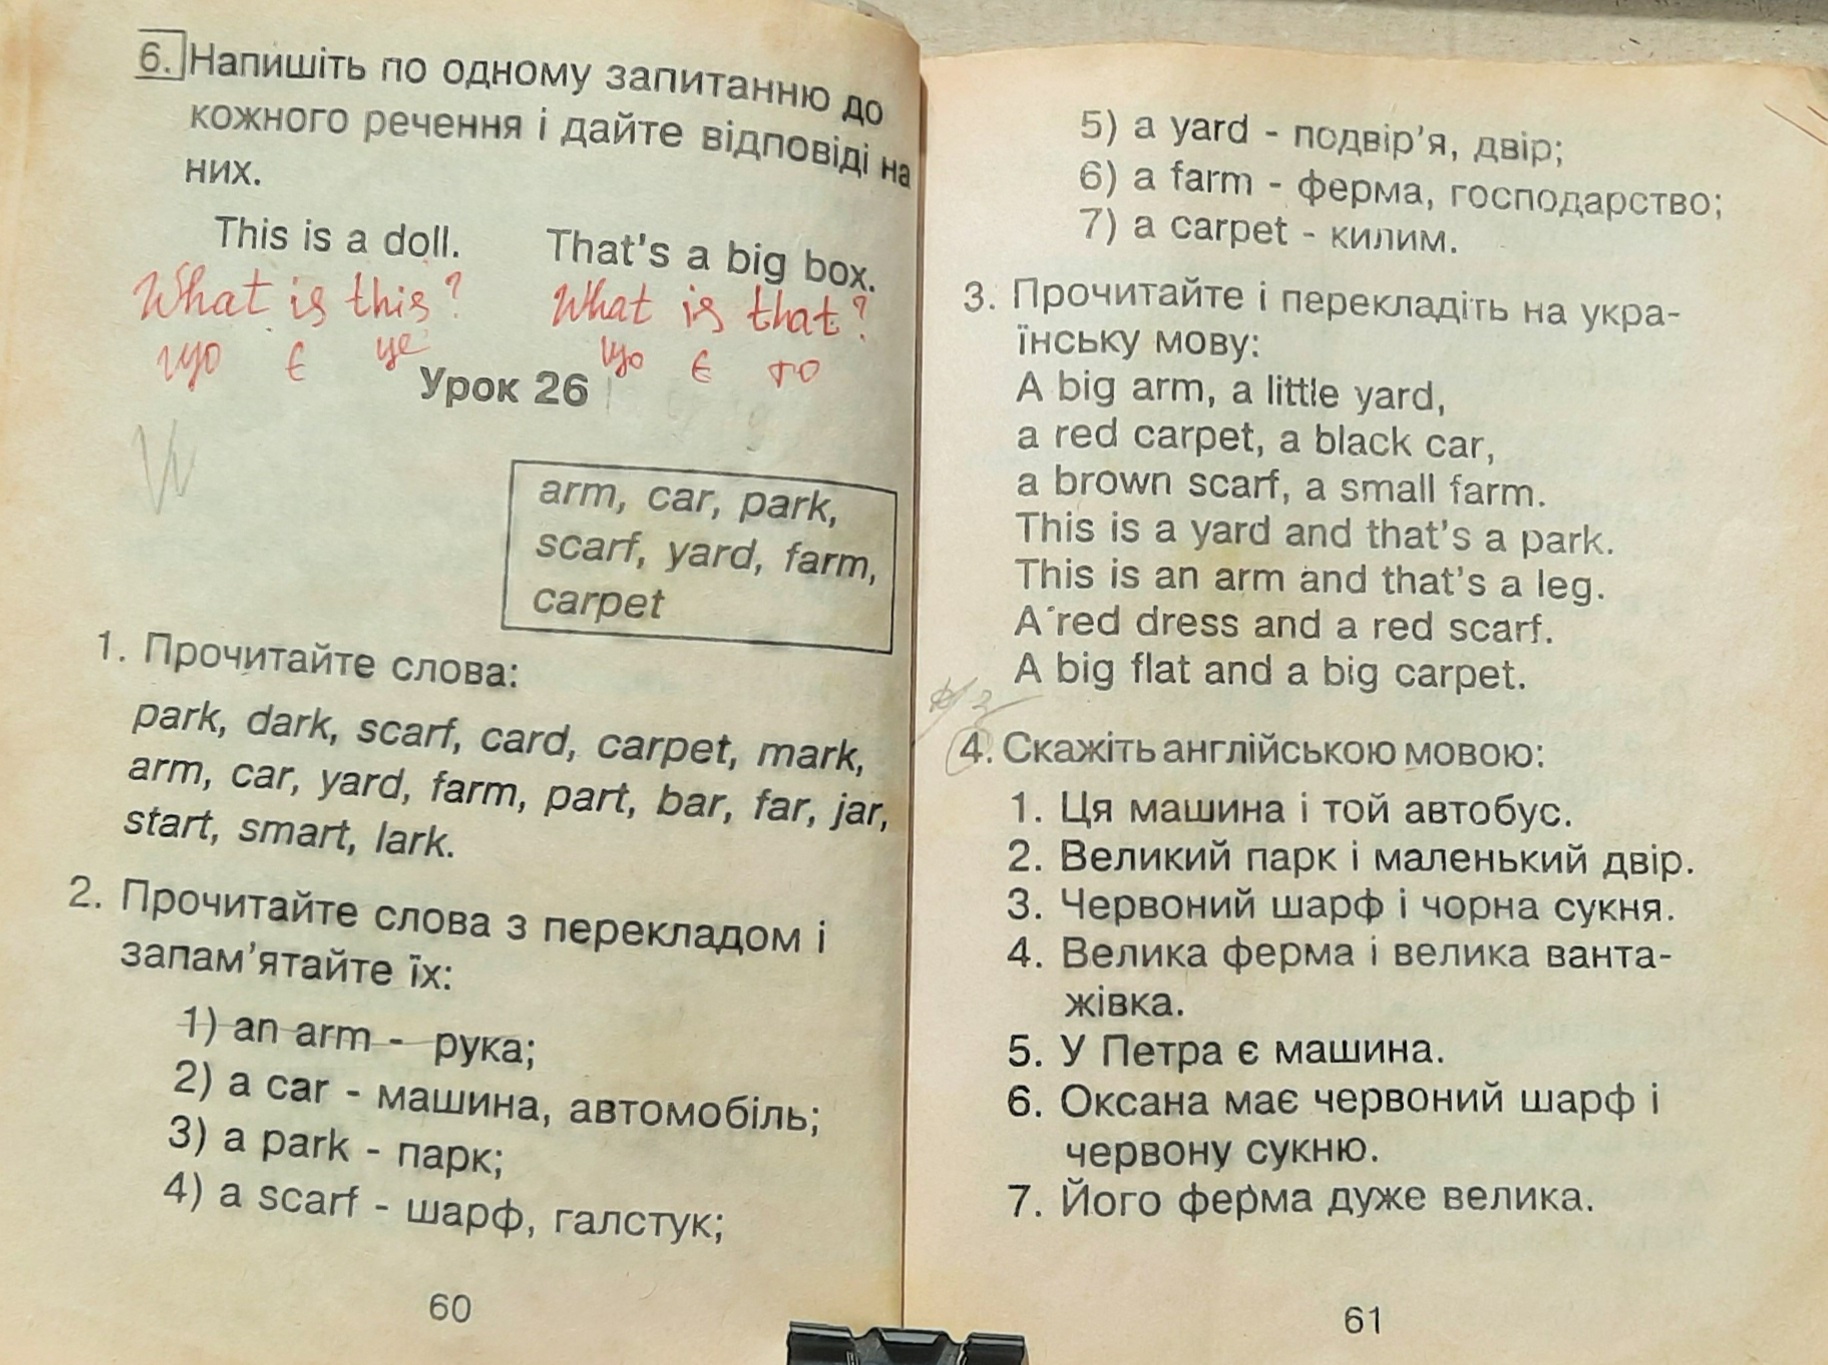 6. Напишіть по одному запитанню до
кожного речення і дайте відповіді на
них.
This is a doll. That's a big box.
What is this? What is that?
що є це що є то
Урок 26
arm, car, park,
scarf, yard, farm,
carpet
1. Прочитайте слова:
park, dark, scarf, card, carpet, mark,
arm, car, yard, farm, part, bar, far, jar,
start, smart, lark.
2. Прочитайте слова з перекладом і
запам'ятайте їх:
1) an arm - рука;
2) a car - машина, автомобіль;
3) a park - парк;
4) a scarf - шарф, галстук;
60
5) a yard - подвір'я, двір;
6) a farm - ферма, господарство;
7) a carpet - килим.
3. Прочитайте і перекладіть на укра-
їнську мову:
A big arm, a little yard,
a red carpet, a black car,
a brown scarf, a small farm.
This is a yard and that's a park.
This is an arm and that's a leg.
A red dress and a red scarf.
A big flat and a big carpet.
4. Скажіть англійською мовою:
1. Ця машина і той автобус.
2. Великий парк і маленький двір.
3. Червоний шарф і чорна сукня.
4. Велика ферма і велика ванта-
жівка.
5. У Петра є машина.
6. Оксана має червоний шарф і
червону сукню.
7. Його ферма дуже велика.
61